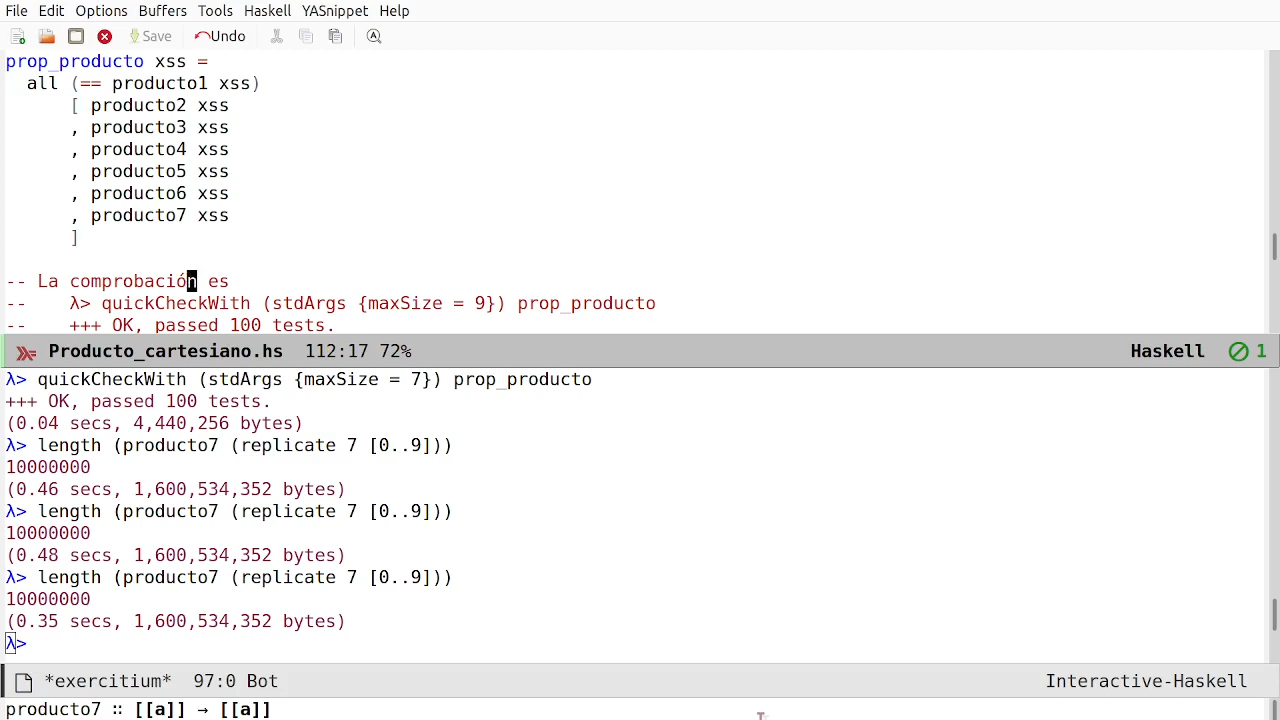 File Edit Options Buffers Tools Haskell YASnippet Help
Save Undo
prop_producto xss =
  all (== producto1 xss)
      [ producto2 xss
      , producto3 xss
      , producto4 xss
      , producto5 xss
      , producto6 xss
      , producto7 xss
      ]
-- La comprobación es
--    λ> quickCheckWith (stdArgs {maxSize = 9}) prop_producto
--    +++ OK, passed 100 tests.
Producto_cartesiano.hs 112:17 72% Haskell 1
λ> quickCheckWith (stdArgs {maxSize = 7}) prop_producto
+++ OK, passed 100 tests.
(0.04 secs, 4,440,256 bytes)
λ> length (producto7 (replicate 7 [0..9]))
10000000
(0.46 secs, 1,600,534,352 bytes)
λ> length (producto7 (replicate 7 [0..9]))
10000000
(0.48 secs, 1,600,534,352 bytes)
λ> length (producto7 (replicate 7 [0..9]))
10000000
(0.35 secs, 1,600,534,352 bytes)
λ>
*exercitium* 97:0 Bot Interactive-Haskell
producto7 ∷ [[a]] → [[a]]